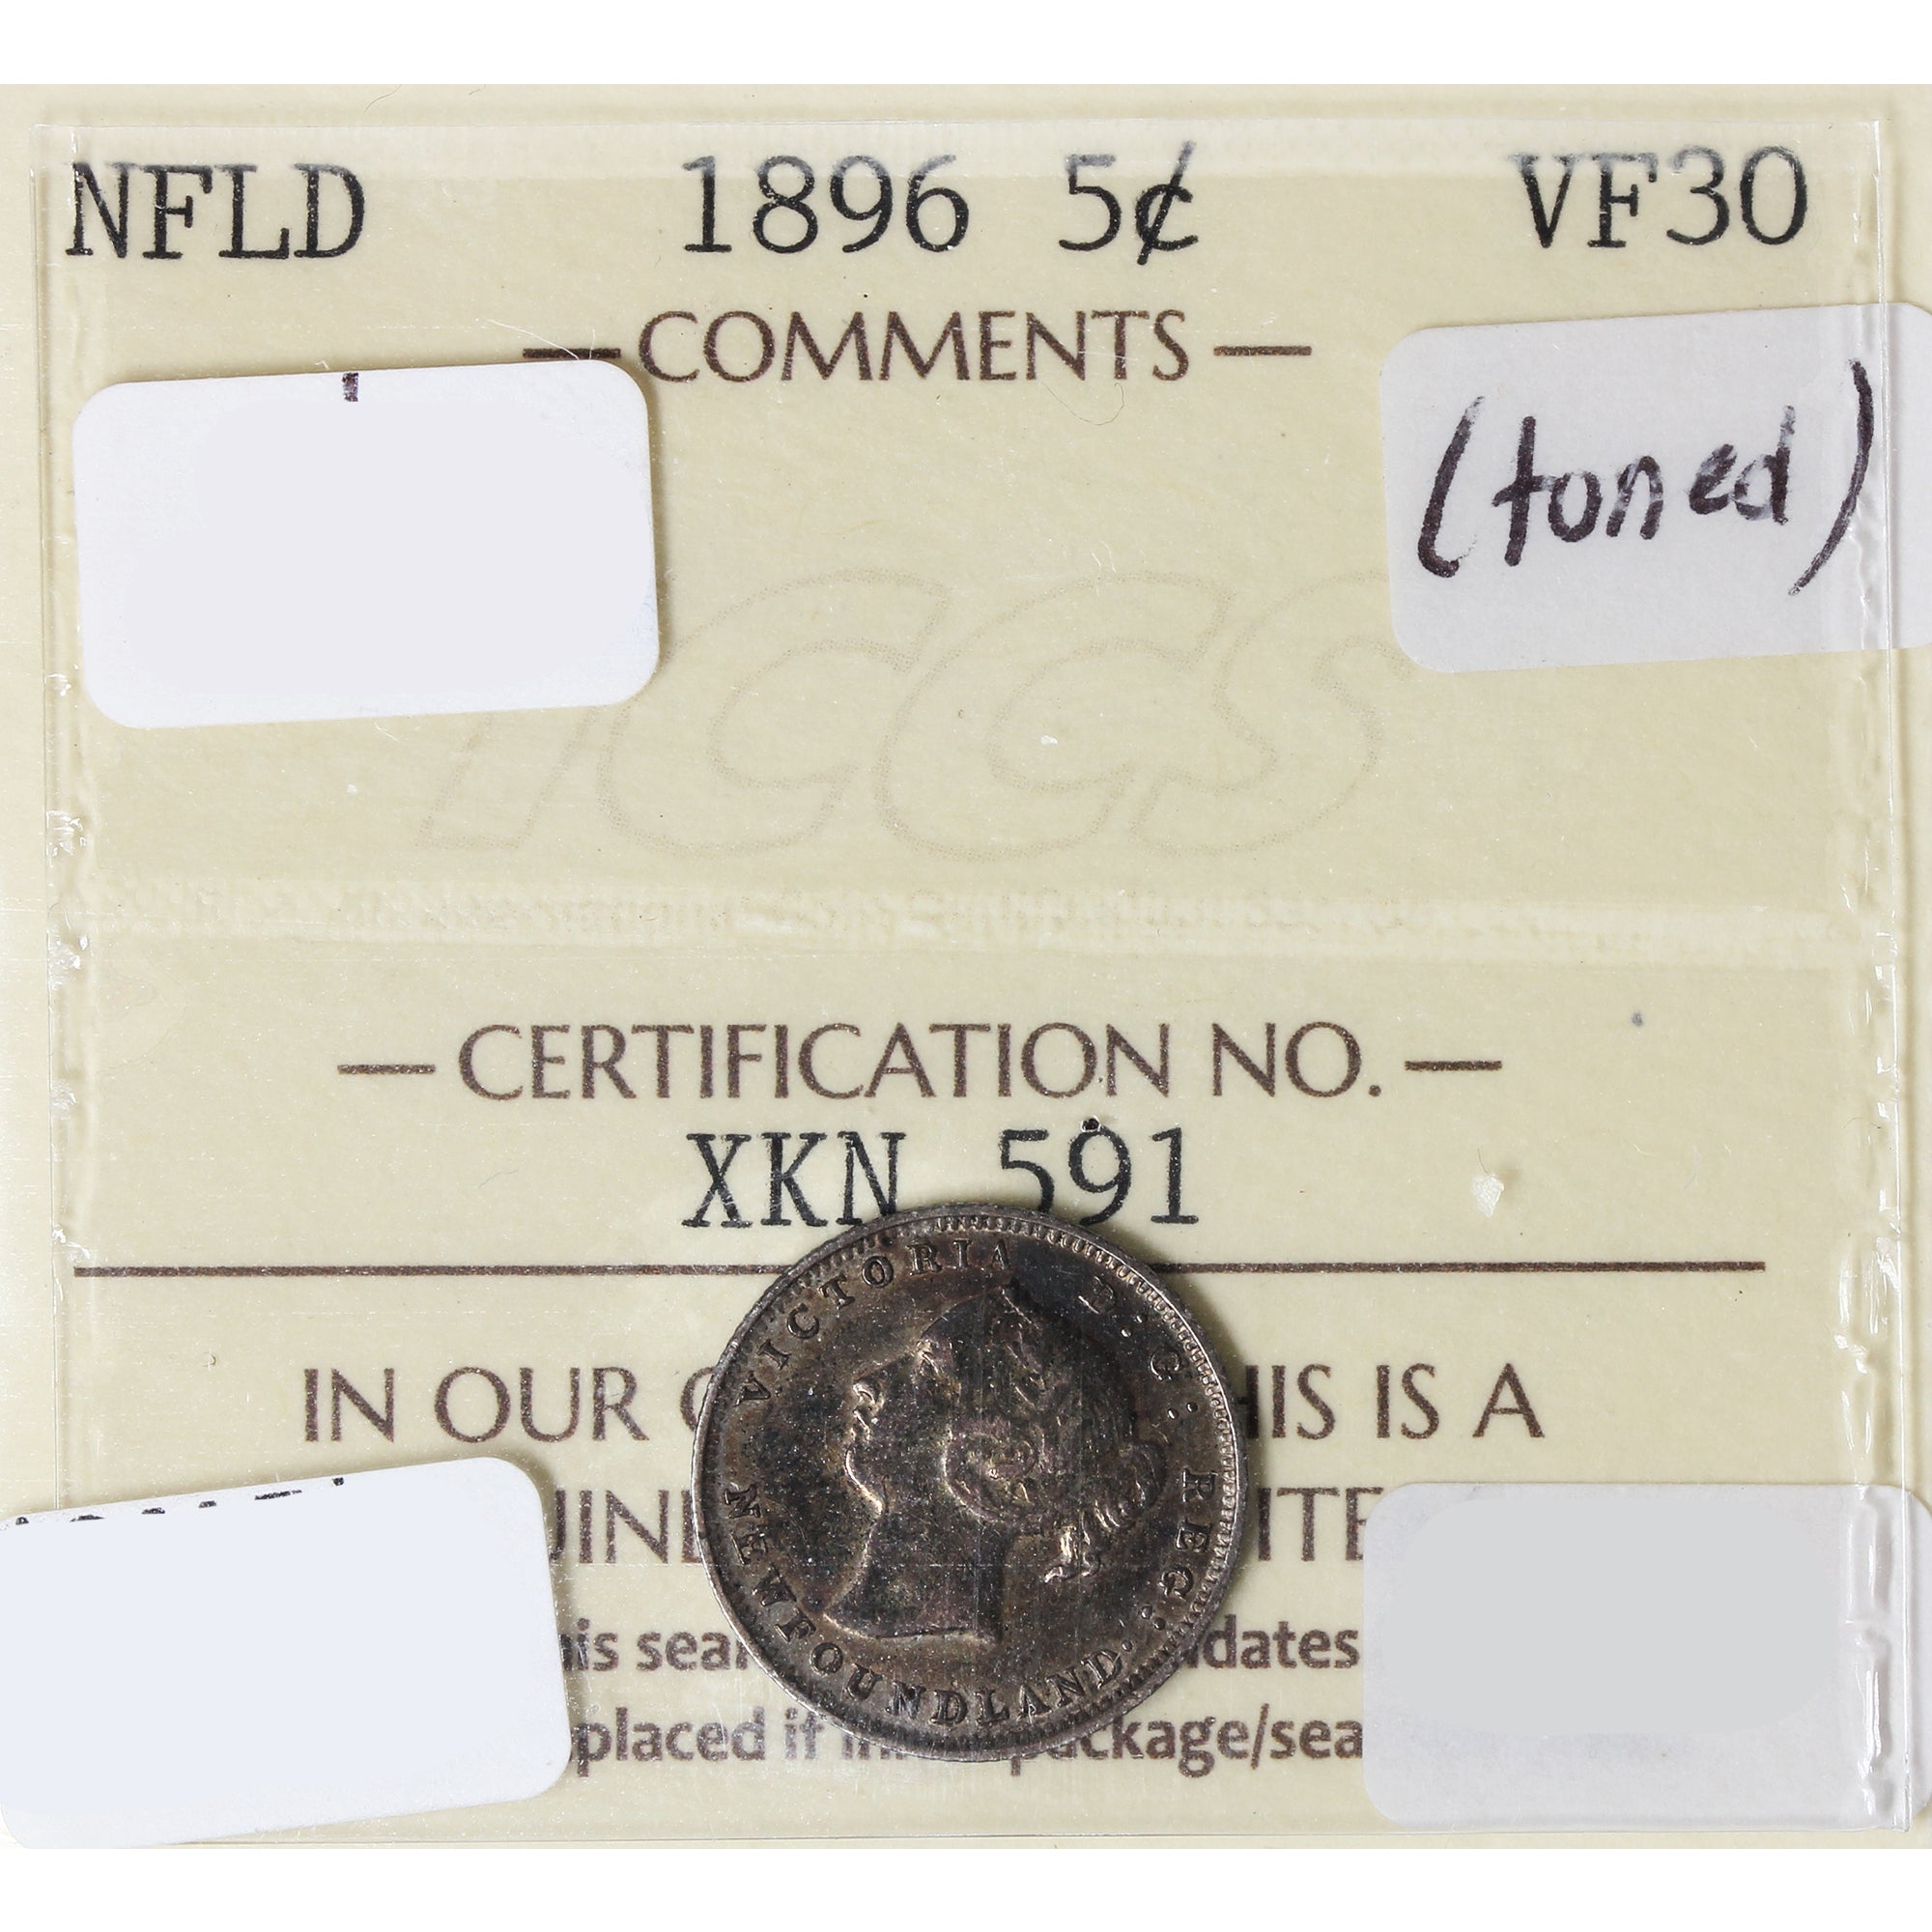 NFLD 1896 5¢ VF30
— COMMENTS —
(toned)
ICCS
— CERTIFICATION NO. —
XKN 591
IN OUR HIS IS A
VICTORIA D: G: REG:
NEWFOUNDLAND.
dates
placed if package/sea